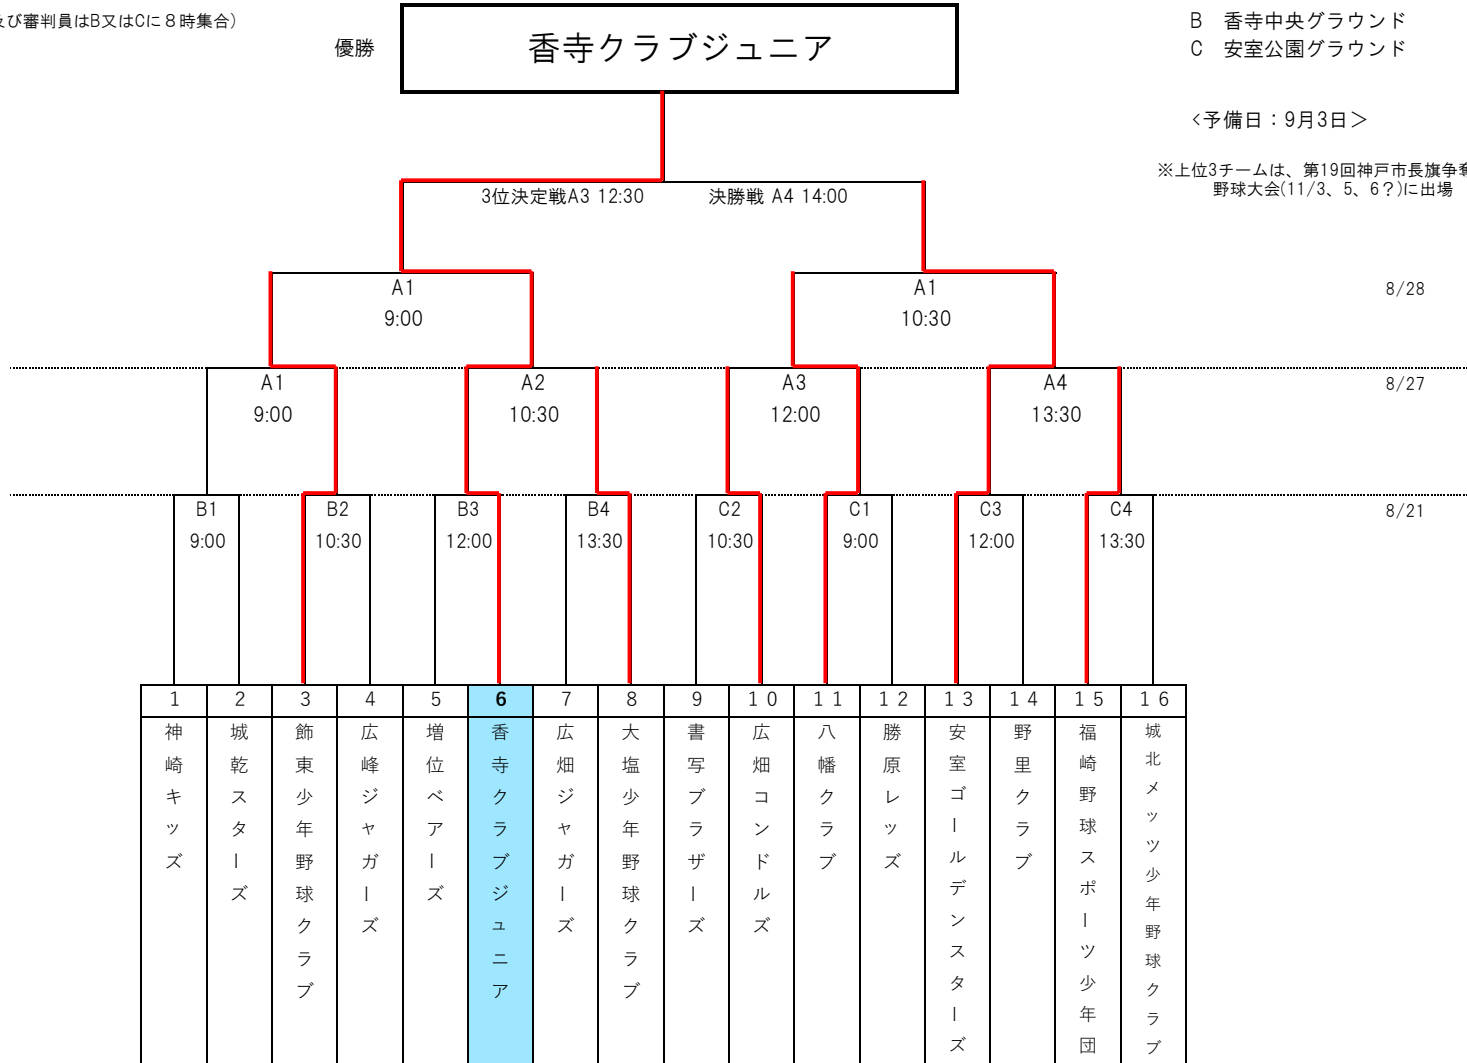 及び審判員はB又はCに８時集合）
優勝
香寺クラブジュニア
B　香寺中央グラウンド
C　安室公園グラウンド
<予備日：9月3日＞
※上位3チームは、第19回神戸市長旗争奪
野球大会(11/3、5、6？)に出場
3位決定戦A3 12:30
決勝戦 A4 14:00
A1
9:00
A1
10:30
8/28
A1
9:00
A2
10:30
A3
12:00
A4
13:30
8/27
B1
9:00
B2
10:30
B3
12:00
B4
13:30
C2
10:30
C1
9:00
C3
12:00
C4
13:30
8/21
1
神崎キッズ
2
城乾スターズ
3
飾東少年野球クラブ
4
広峰ジャガーズ
5
増位ベアーズ
6
香寺クラブジュニア
7
広畑ジャガーズ
8
大塩少年野球クラブ
9
書写ブラザーズ
１０
広畑コンドルズ
１１
八幡クラブ
１２
勝原レッズ
１３
安室ゴールデンスターズ
１４
野里クラブ
１５
福崎野球スポーツ少年団
１６
城北メッツ少年野球クラブ